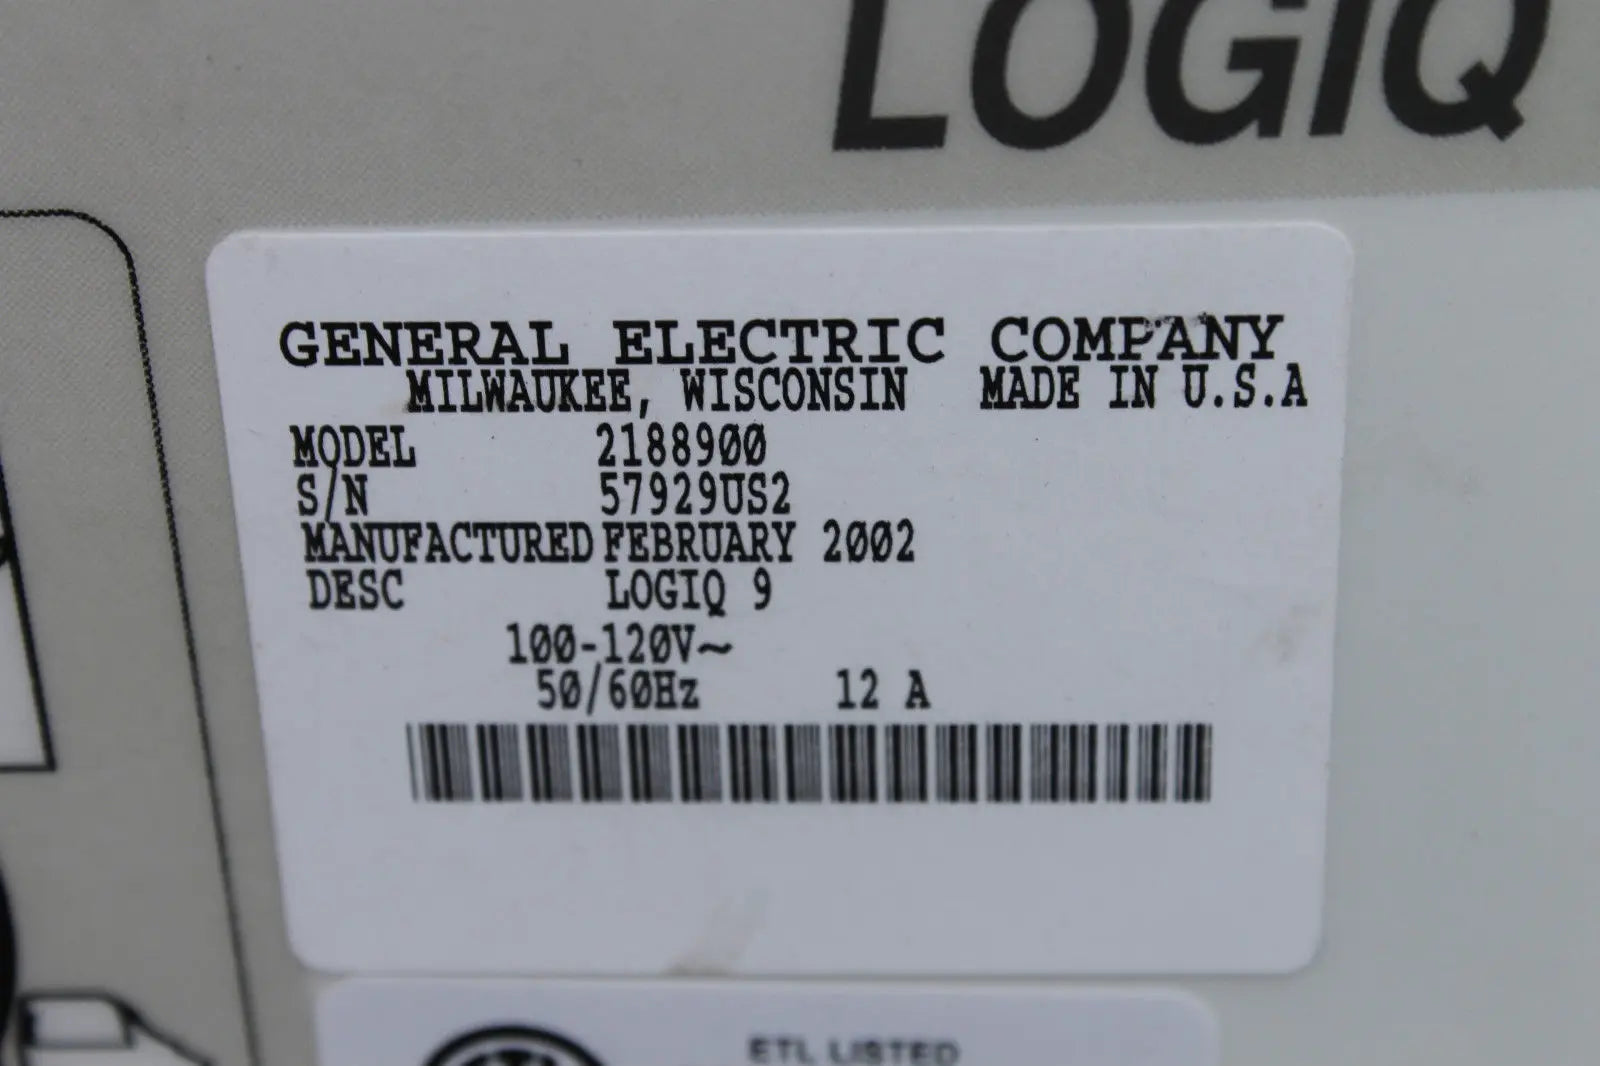 LOGIQ
GENERAL ELECTRIC COMPANY
MILWAUKEE, WISCONSIN MADE IN U.S.A
MODEL 2188900
S/N 57929US2
MANUFACTURED FEBRUARY 2002
DESC LOGIQ 9
100-120V~
50/60Hz 12 A
ETL LISTED